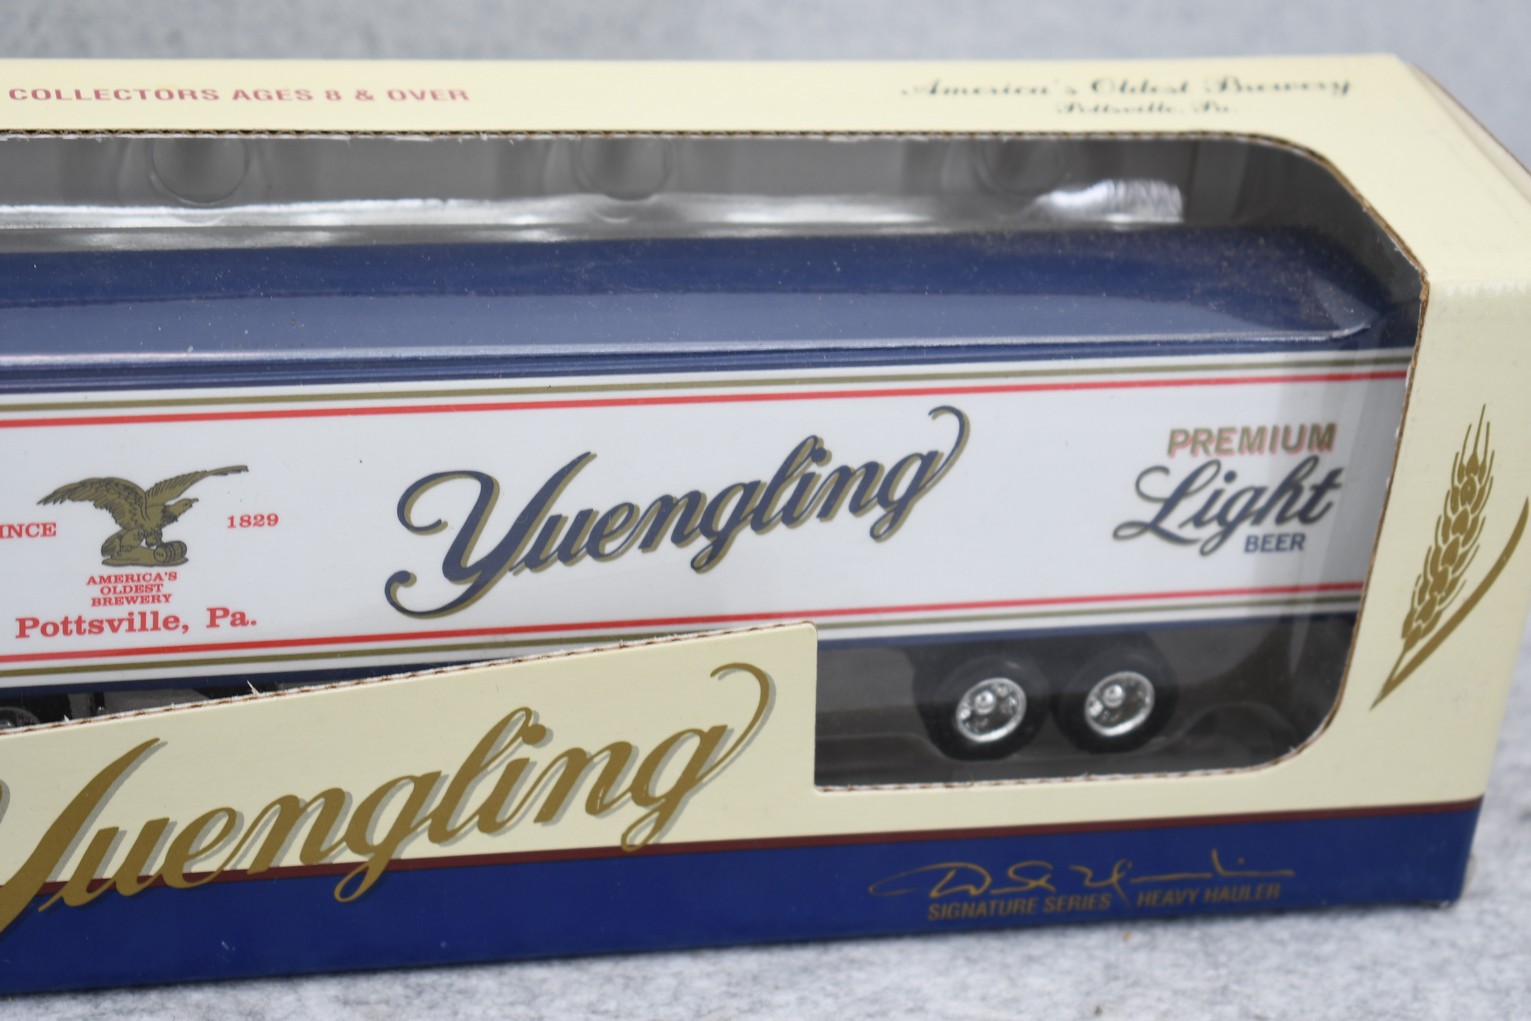 COLLECTORS AGES 8 & OVER
America's Oldest Brewery
Pottsville, Pa.
INCE 1829
AMERICA'S
OLDEST
BREWERY
Pottsville, Pa.
Yuengling
PREMIUM
Light
BEER
Yuengling
SIGNATURE SERIES HEAVY HAULER